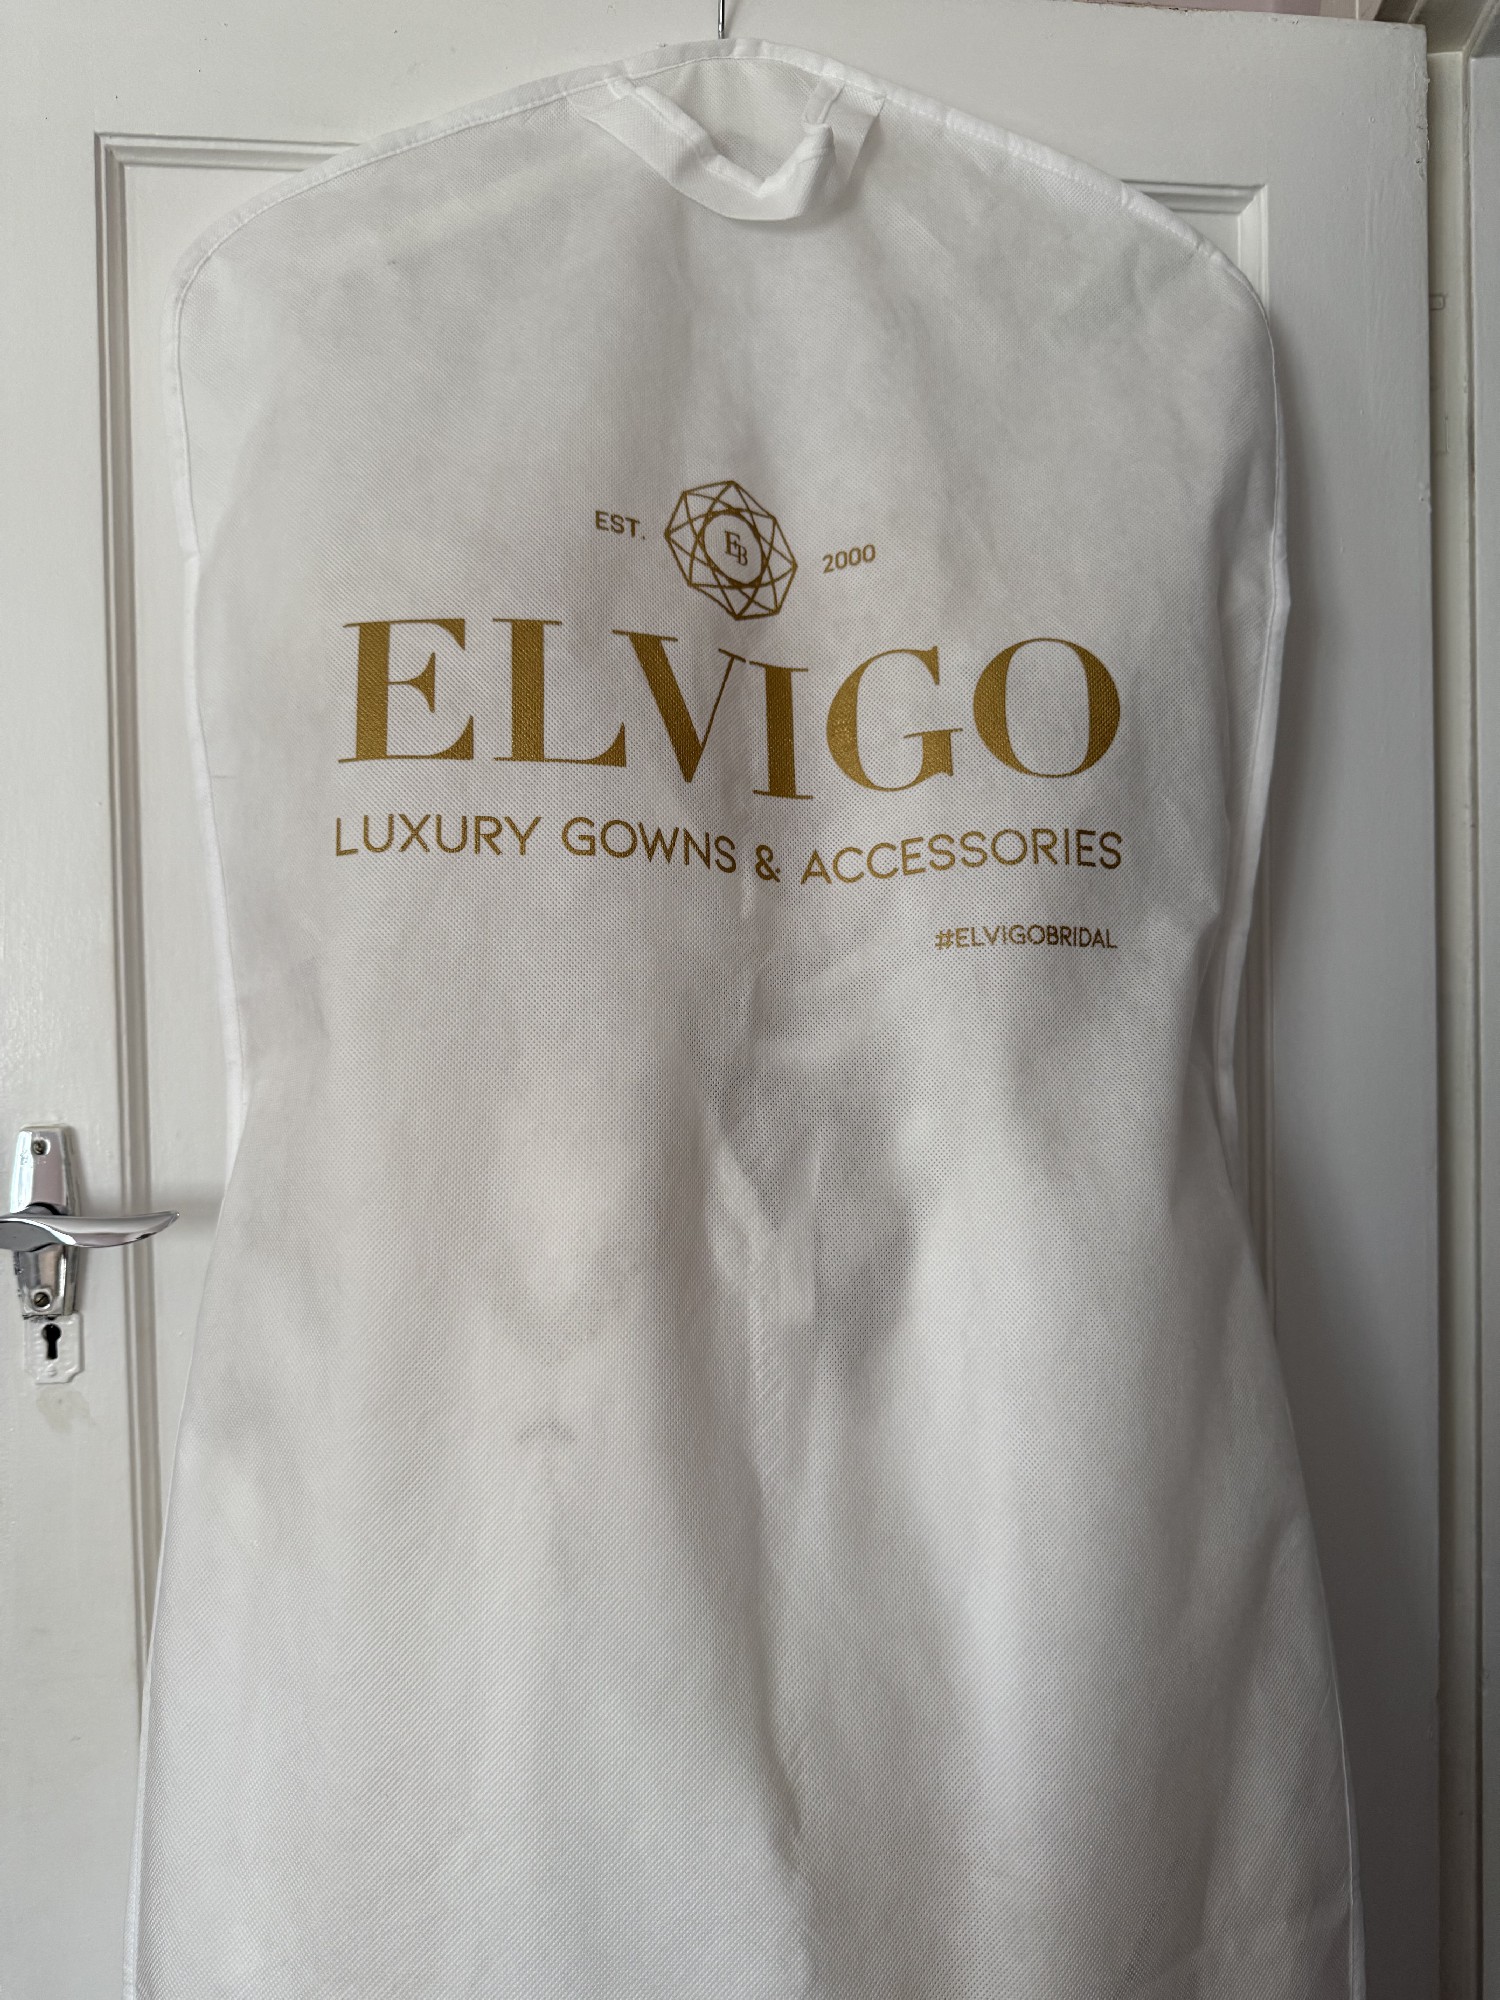 EST. EB 2000
ELVIGO
LUXURY GOWNS & ACCESSORIES
#ELVIGOBRIDAL